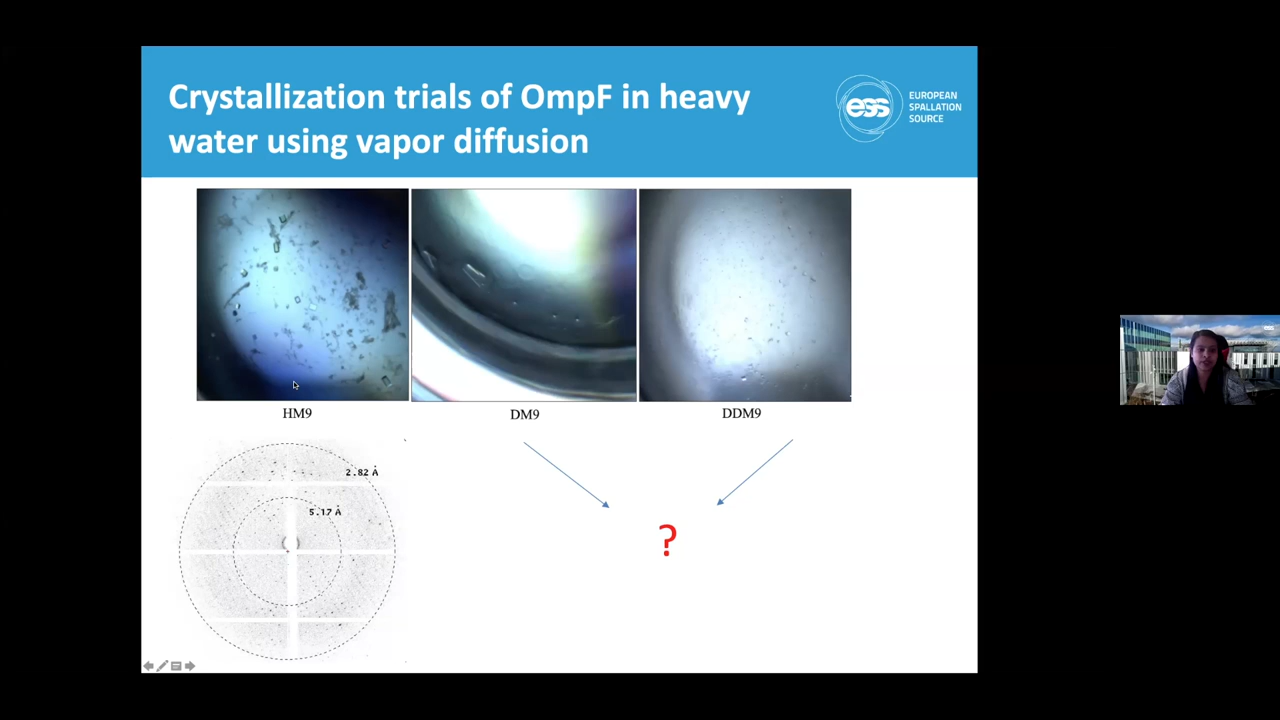 Crystallization trials of OmpF in heavy
water using vapor diffusion
ess
EUROPEAN
SPALLATION
SOURCE
HM9
DM9
DDM9
2.82 Å
5.17 Å
?